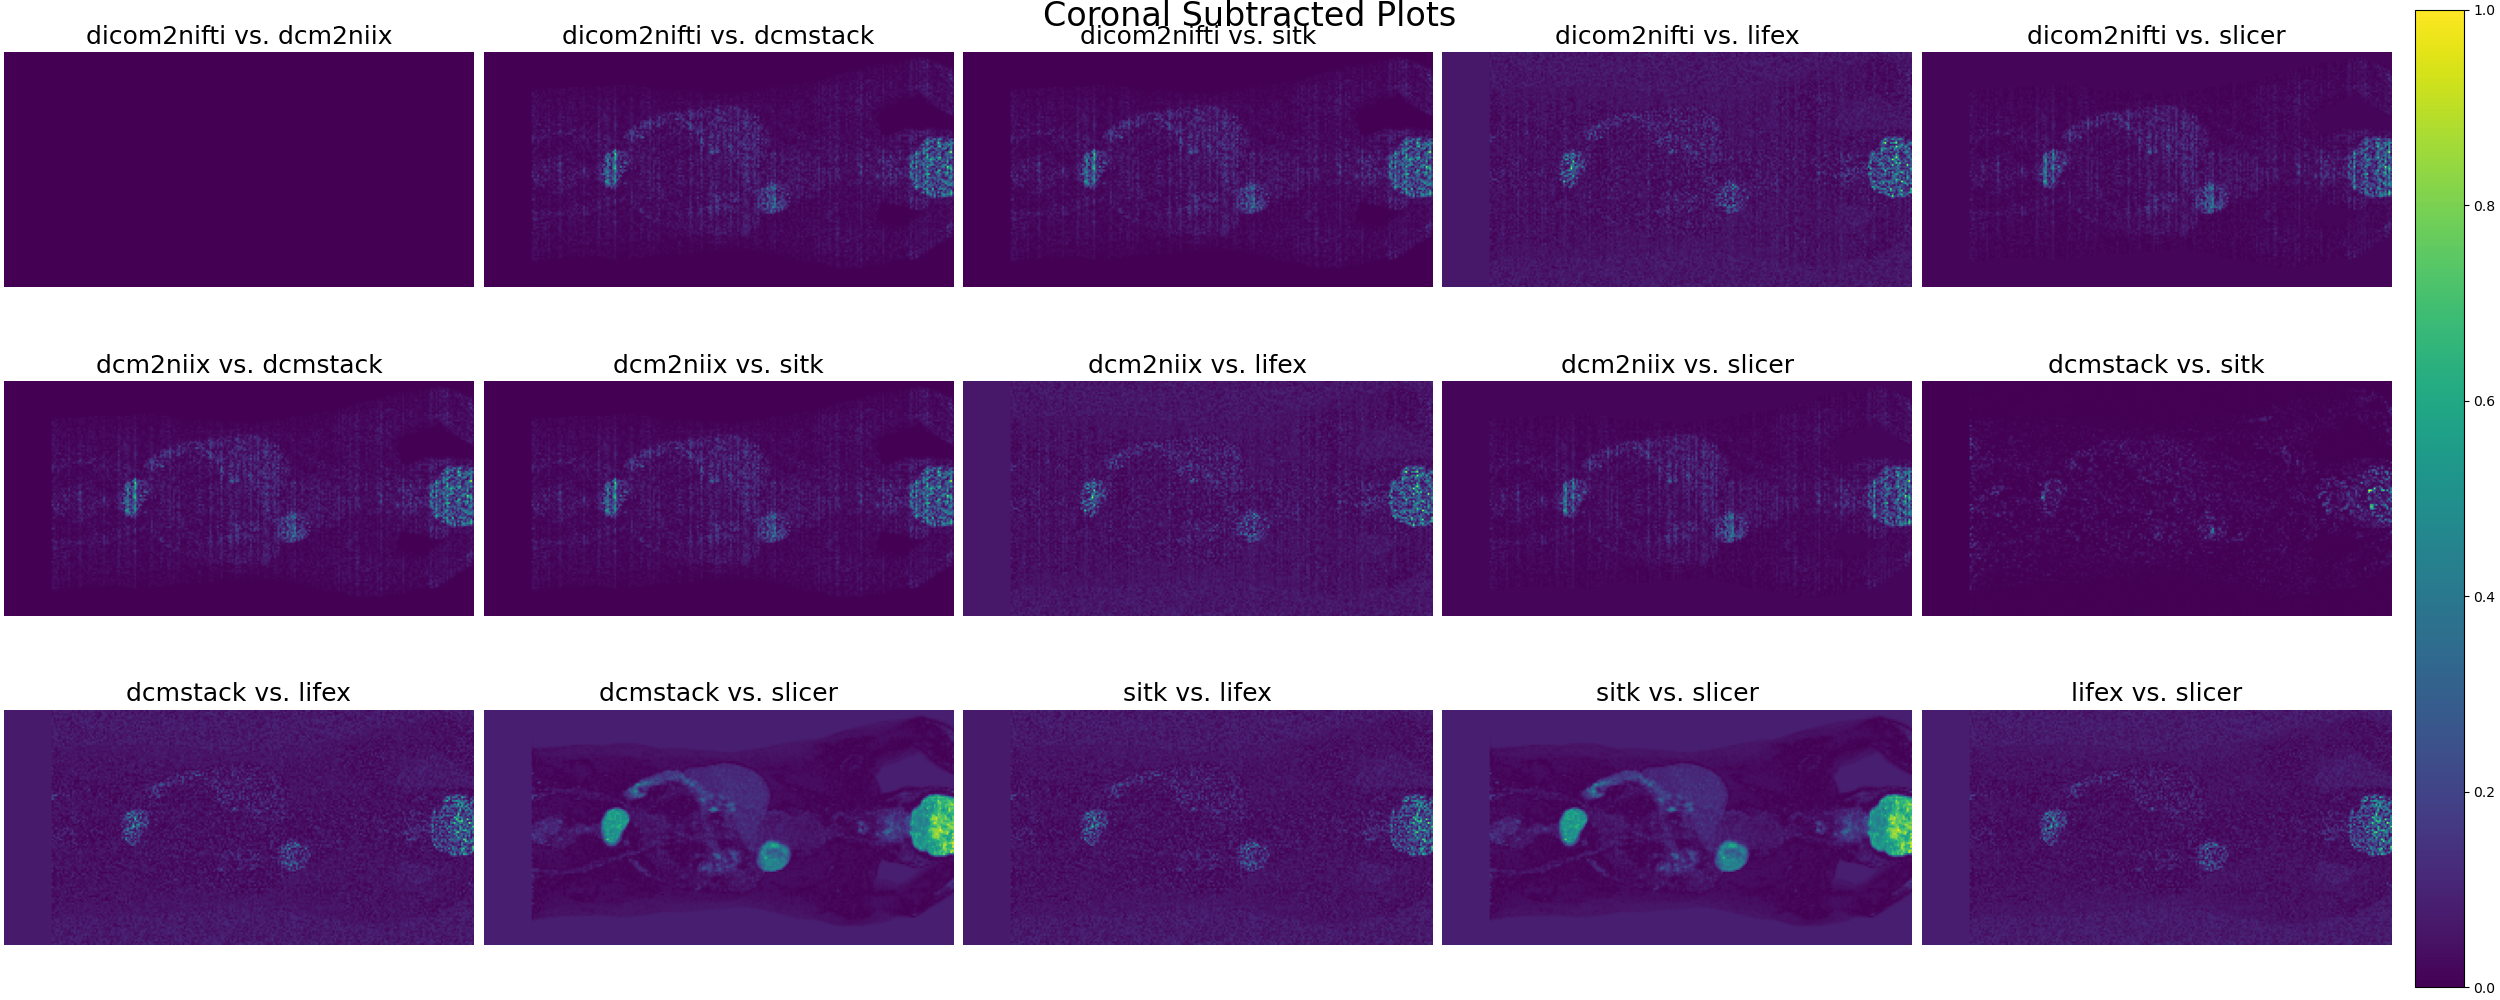 Coronal Subtracted Plots
dicom2nifti vs. dcm2niix
dicom2nifti vs. dcmstack
dicom2nifti vs. sitk
dicom2nifti vs. lifex
dicom2nifti vs. slicer
dcm2niix vs. dcmstack
dcm2niix vs. sitk
dcm2niix vs. lifex
dcm2niix vs. slicer
dcmstack vs. sitk
dcmstack vs. lifex
dcmstack vs. slicer
sitk vs. lifex
sitk vs. slicer
lifex vs. slicer
1.0
0.8
0.6
0.4
0.2
0.0